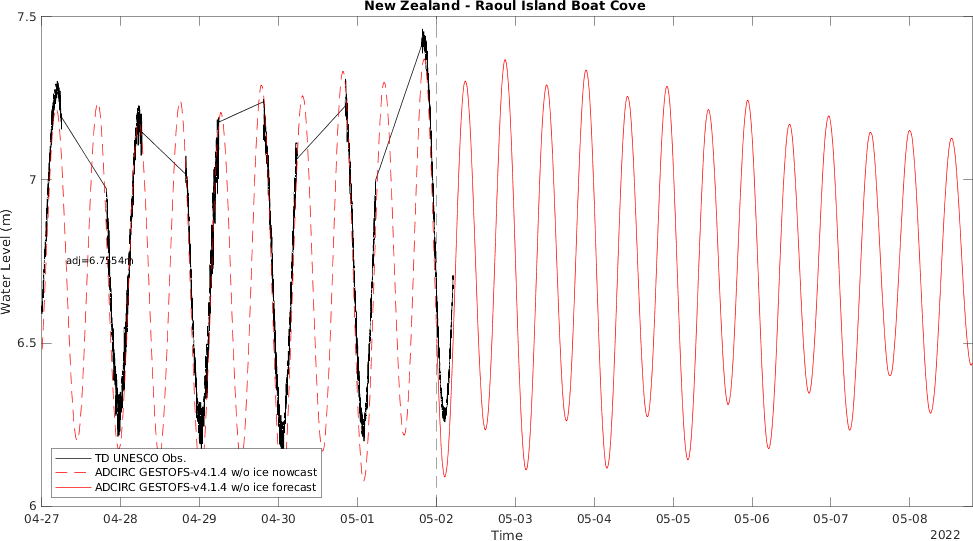 New Zealand - Raoul Island Boat Cove
Water Level (m)
7.5
7
6.5
6
adj=6.7554m
TD UNESCO Obs.
ADCIRC GESTOFS-v4.1.4 w/o ice nowcast
ADCIRC GESTOFS-v4.1.4 w/o ice forecast
04-27 04-28 04-29 04-30 05-01 05-02 05-03 05-04 05-05 05-06 05-07 05-08
Time
2022